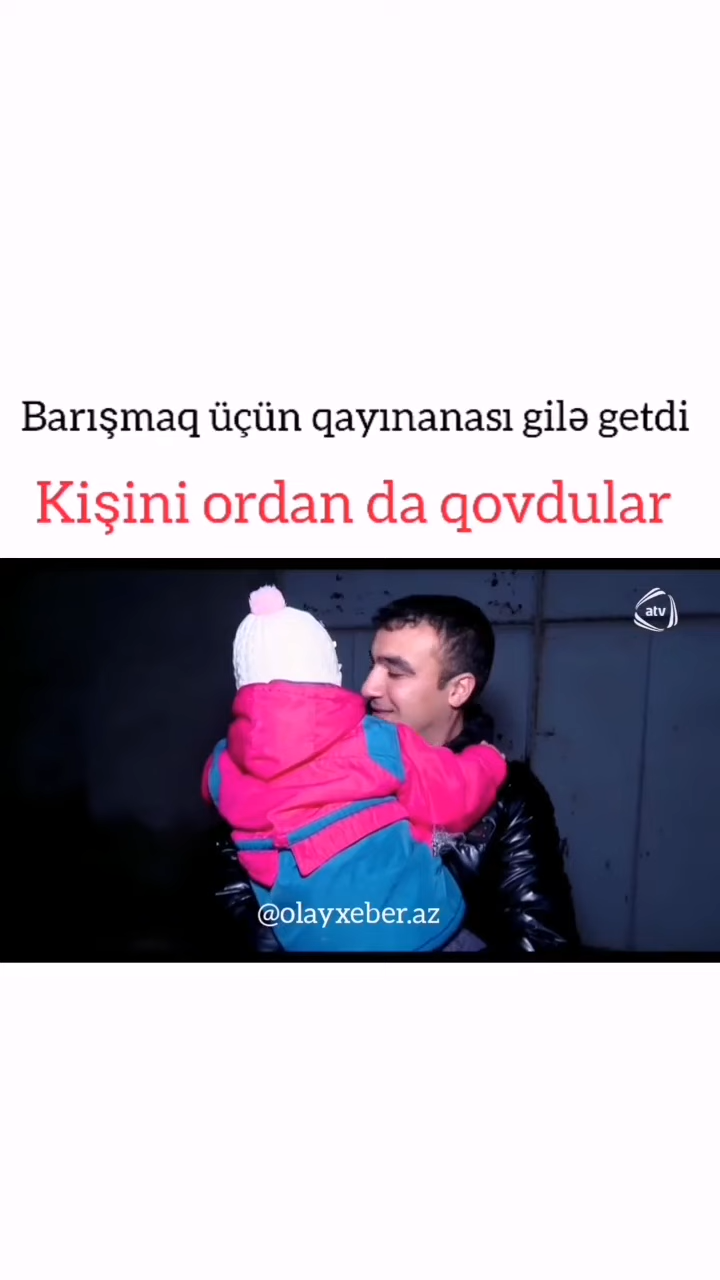 Barışmaq üçün qayınanası gilə getdi
Kişini ordan da qovdular
atv
@olayxeber.az